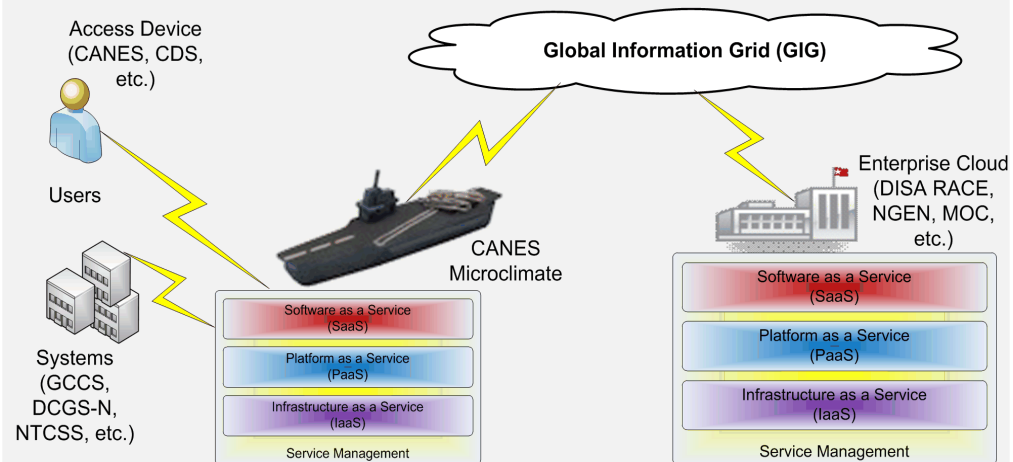 Access Device
(CANES, CDS,
etc.)
Global Information Grid (GIG)
Users
CANES
Microclimate
Enterprise Cloud
(DISA RACE,
NGEN, MOC,
etc.)
Systems
(GCCS,
DCGS-N,
NTCSS, etc.)
Software as a Service
(SaaS)
Platform as a Service
(PaaS)
Infrastructure as a Service
(IaaS)
Service Management
Software as a Service
(SaaS)
Platform as a Service
(PaaS)
Infrastructure as a Service
(IaaS)
Service Management